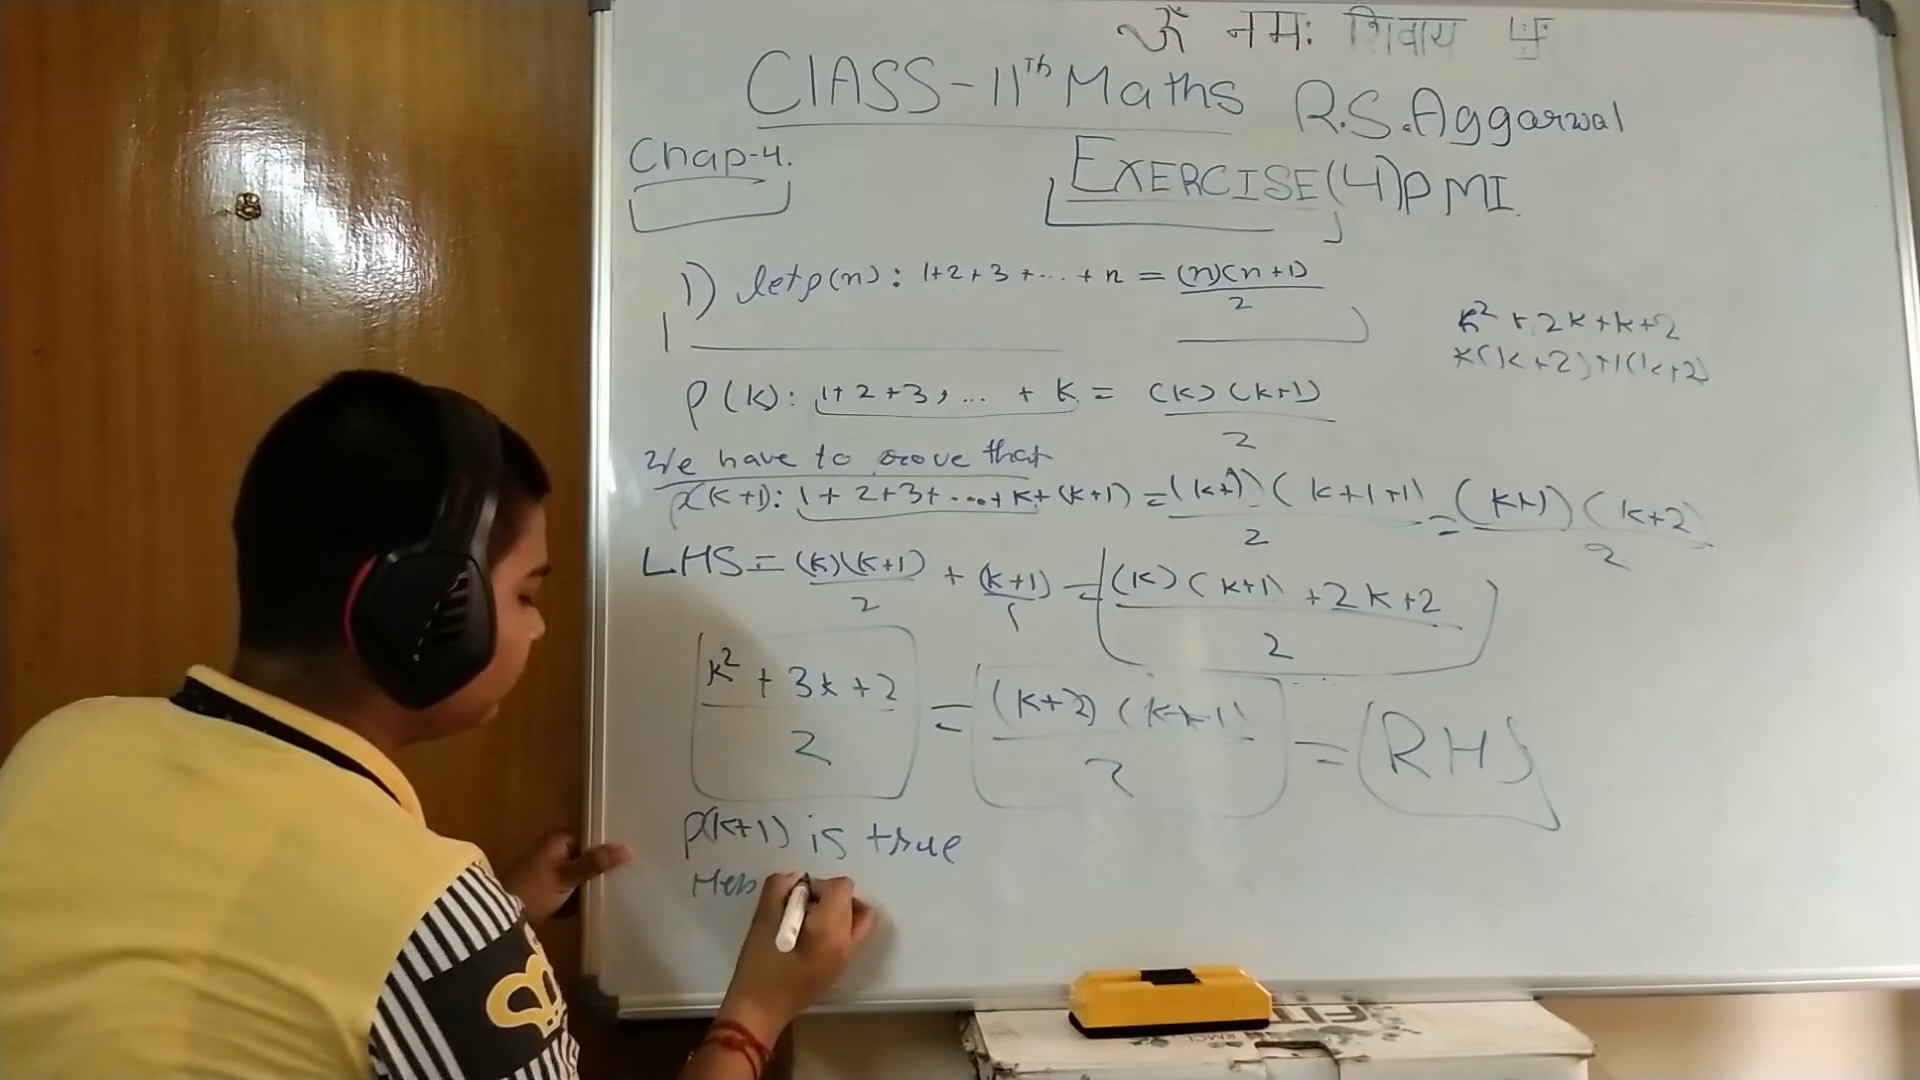 ॐ नमः शिवाय 卐
CLASS-11th Maths R.S.Aggarwal
Chap-4.
EXERCISE(4)PMI.
1) let p(n): 1+2+3+...+n = (n)(n+1)/2
k²+2k+k+2
k(k+2)+1(k+2)
P(k): 1+2+3,...+k = (k)(k+1)/2
We have to prove that
p(k+1): 1+2+3+...+k+(k+1) = (k+1)(k+1+1)/2 = (k+1)(k+2)/2
LHS = (k)(k+1)/2 + (k+1)/1 = (k)(k+1)+2k+2/2
k²+3k+2/2 = (k+2)(k+1)/2 = RHS
p(k+1) is true